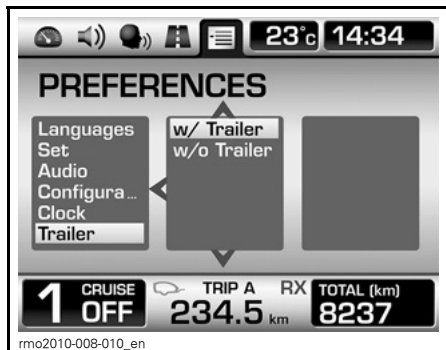 23°c 14:34
PREFERENCES
Languages
Set
Audio
Configura...
Clock
Trailer
w/ Trailer
w/o Trailer
1 CRUISE OFF
TRIP A RX
234.5 km
TOTAL (km)
8237
rmo2010-008-010_en